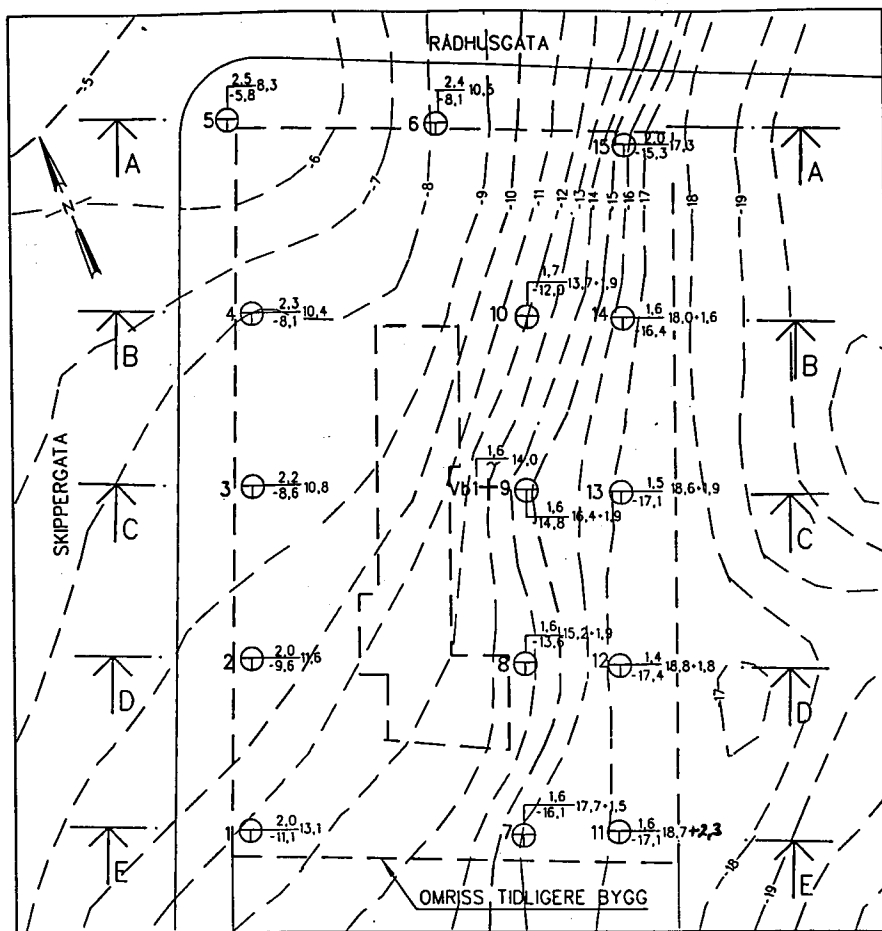 RÅDHUSGATA
-5
5 2.5 8,3
-5,8
6 2.4 10,5
-8,1
15 2.0 17,3
-15,3
A
A
N
-6
-7
-8
-9
-10
-11
-12
-13
-14
-15
-16
-17
-18
-19
4 2,3 10,4
-8,1
10 1,7 13,7+1,9
-12,0
14 1,6 18,0+1,6
-16,4
B
B
SKIPPERGATA
3 2,2 10,8
-8,6
Vb1 1,6 14,0
9 1,6 16,4+1,9
14,8
13 1,5 18,6+1,9
-17,1
C
C
2 2.0 11,6
-9,6
8 1,6 15,2+1,9
-13,6
12 1,4 18,8+1,8
-17,4
-17
D
D
1 2.0 13,1
-11,1
7 1,6 17,7+1,5
-16,1
11 1,6 18,7+2,3
-17,1
-18
-19
E
E
OMRISS TIDLIGERE BYGG